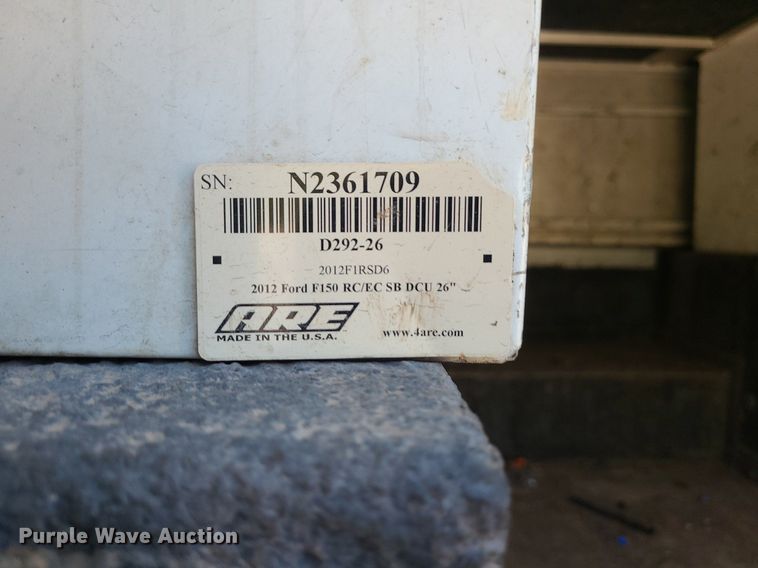 SN: N2361709
D292-26
2012F1RSD6
2012 Ford F150 RC/EC SB DCU 26"
ARE
MADE IN THE U.S.A.
www.4are.com
Purple Wave Auction®